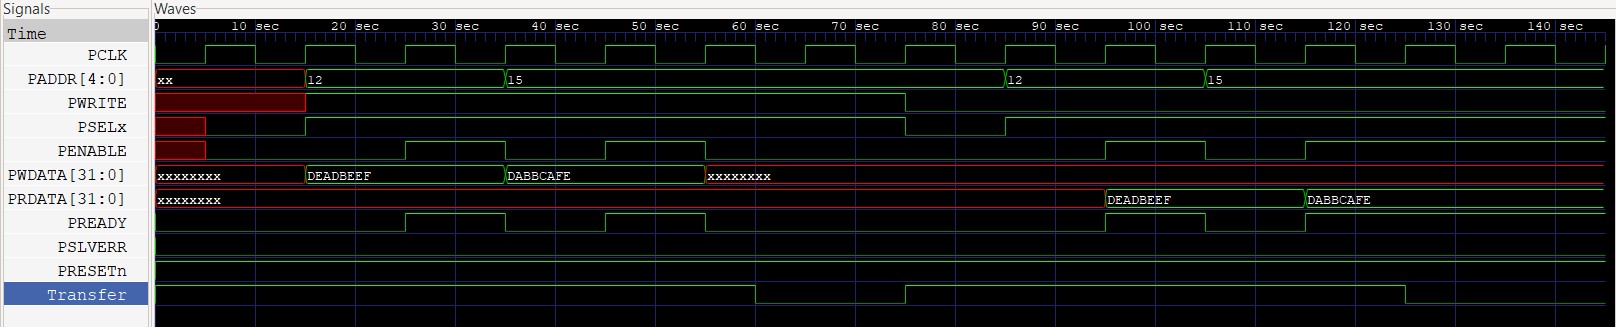 Signals
Waves
Time
0 10 sec 20 sec 30 sec 40 sec 50 sec 60 sec 70 sec 80 sec 90 sec 100 sec 110 sec 120 sec 130 sec 140 sec
PCLK
PADDR[4:0] xx 12 15 12 15
PWRITE
PSELx
PENABLE
PWDATA[31:0] xxxxxxxx DEADBEEF DABBCAFE xxxxxxxx
PRDATA[31:0] xxxxxxxx DEADBEEF DABBCAFE
PREADY
PSLVERR
PRESETn
Transfer